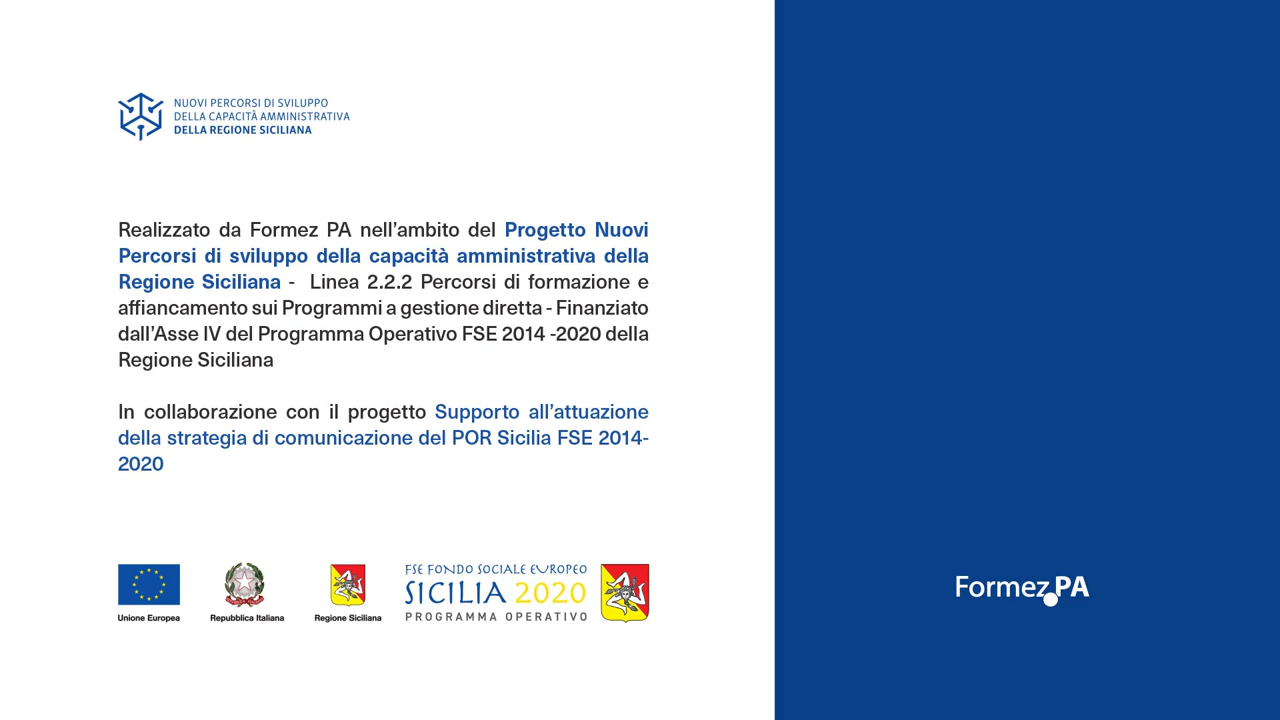 NUOVI PERCORSI DI SVILUPPO
DELLA CAPACITÀ AMMINISTRATIVA
DELLA REGIONE SICILIANA
Realizzato da Formez PA nell'ambito del Progetto Nuovi
Percorsi di sviluppo della capacità amministrativa della
Regione Siciliana - Linea 2.2.2 Percorsi di formazione e
affiancamento sui Programmi a gestione diretta - Finanziato
dall'Asse IV del Programma Operativo FSE 2014 -2020 della
Regione Siciliana
In collaborazione con il progetto Supporto all'attuazione
della strategia di comunicazione del POR Sicilia FSE 2014-
2020
Unione Europea
Repubblica Italiana
Regione Siciliana
FSE FONDO SOCIALE EUROPEO
SICILIA 2020
PROGRAMMA OPERATIVO
Formez PA